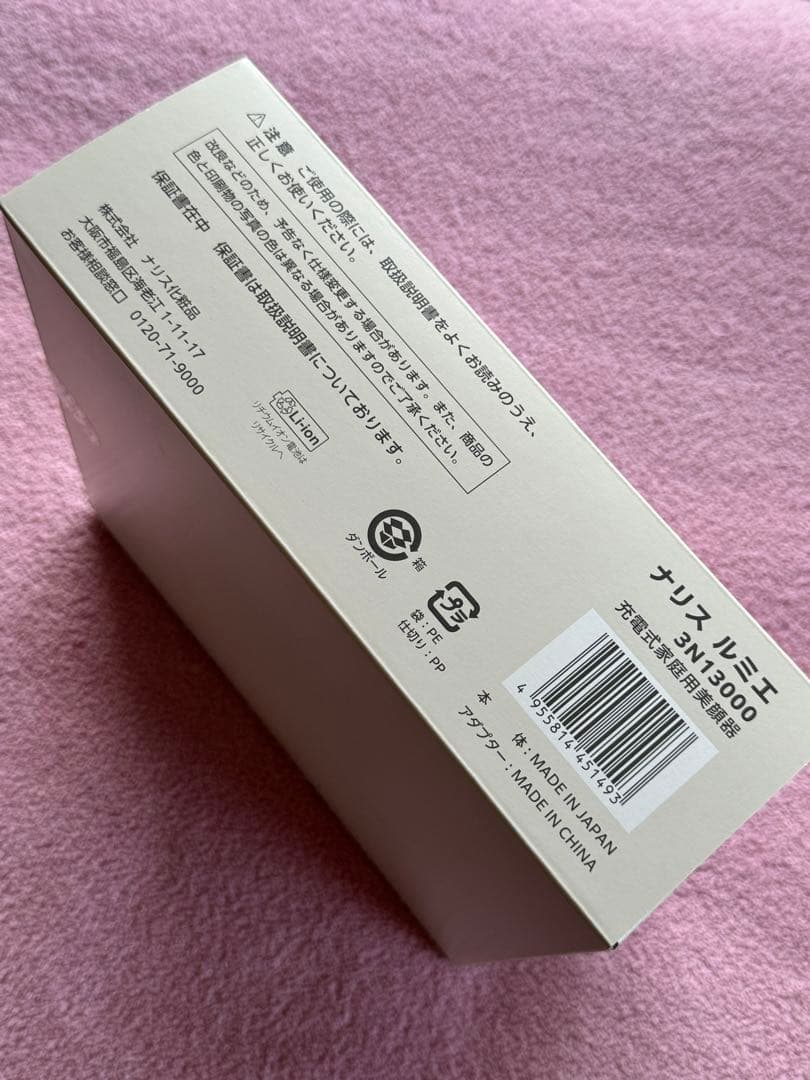 ⚠ 注意 ご使用の際には、取扱説明書をよくお読みのうえ、
正しくお使いください。
改良などのため、予告なく仕様変更する場合があります。また、商品の
色と印刷物の写真の色は異なる場合がありますのでご了承ください。
保証書在中 保証書は取扱説明書についております。
株式会社 ナリス化粧品
大阪市福島区海老江1-11-17
お客様相談窓口 0120-71-9000
Li-ion
リチウムイオン電池は
リサイクルへ
箱
ダンボール
プラ
袋:PE
仕切り:PP
ナリス ルミエ
3N13000
充電式家庭用美顔器
4 955814 451493
本 体:MADE IN JAPAN
アダプター:MADE IN CHINA